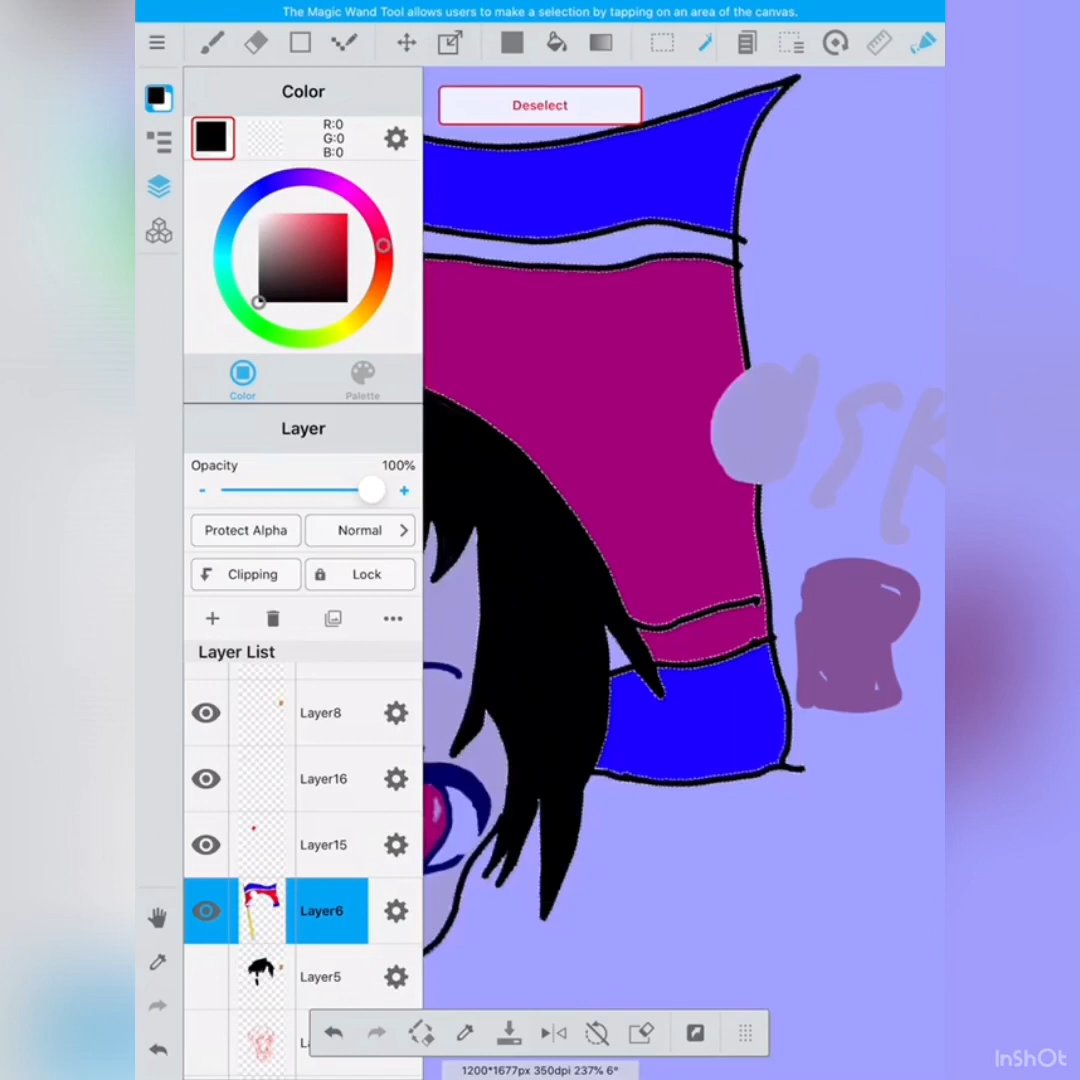 The Magic Wand Tool allows users to make a selection by tapping on an area of the canvas.
Color
Deselect
R:0
G:0
B:0
Color
Palette
Layer
Opacity
100%
-
+
Protect Alpha
Normal
Clipping
Lock
Layer List
Layer8
Layer16
Layer15
Layer6
Layer5
1200*1677px 350dpi 237% 6°
InShOt